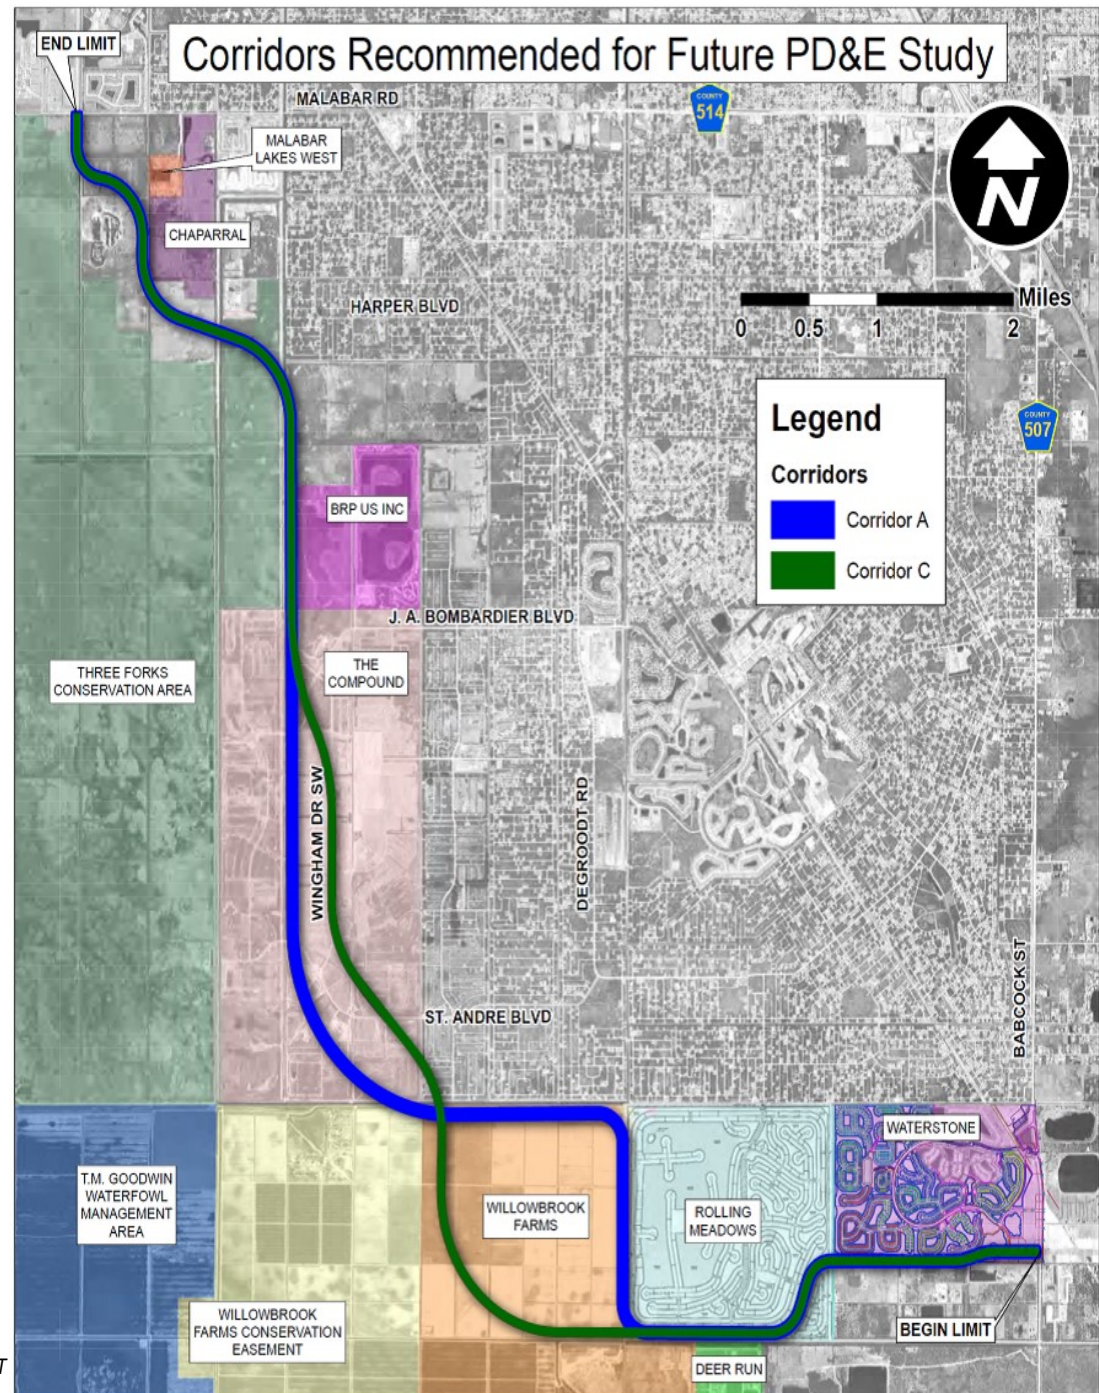 END LIMIT
Corridors Recommended for Future PD&E Study
MALABAR RD
COUNTY
514
MALABAR
LAKES WEST
N
CHAPARRAL
HARPER BLVD
Miles
0 0.5 1 2
Legend
Corridors
Corridor A
Corridor C
COUNTY
507
BRP US INC
J. A. BOMBARDIER BLVD
THREE FORKS
CONSERVATION AREA
THE
COMPOUND
WINGHAM DR SW
DEGROODT RD
BABCOCK ST
ST. ANDRE BLVD
WATERSTONE
T.M. GOODWIN
WATERFOWL
MANAGEMENT
AREA
WILLOWBROOK
FARMS
ROLLING
MEADOWS
WILLOWBROOK
FARMS CONSERVATION
EASEMENT
BEGIN LIMIT
DEER RUN
T